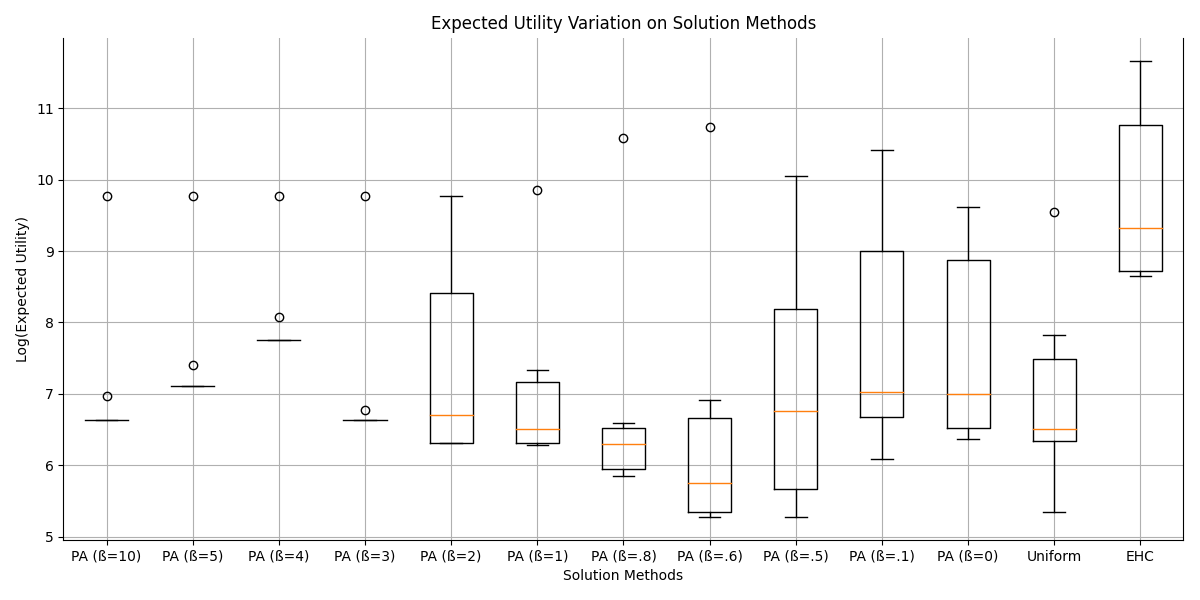 Expected Utility Variation on Solution Methods
Log(Expected Utility)
11
10
9
8
7
6
5
PA (ß=10) PA (ß=5) PA (ß=4) PA (ß=3) PA (ß=2) PA (ß=1) PA (ß=.8) PA (ß=.6) PA (ß=.5) PA (ß=.1) PA (ß=0) Uniform EHC
Solution Methods